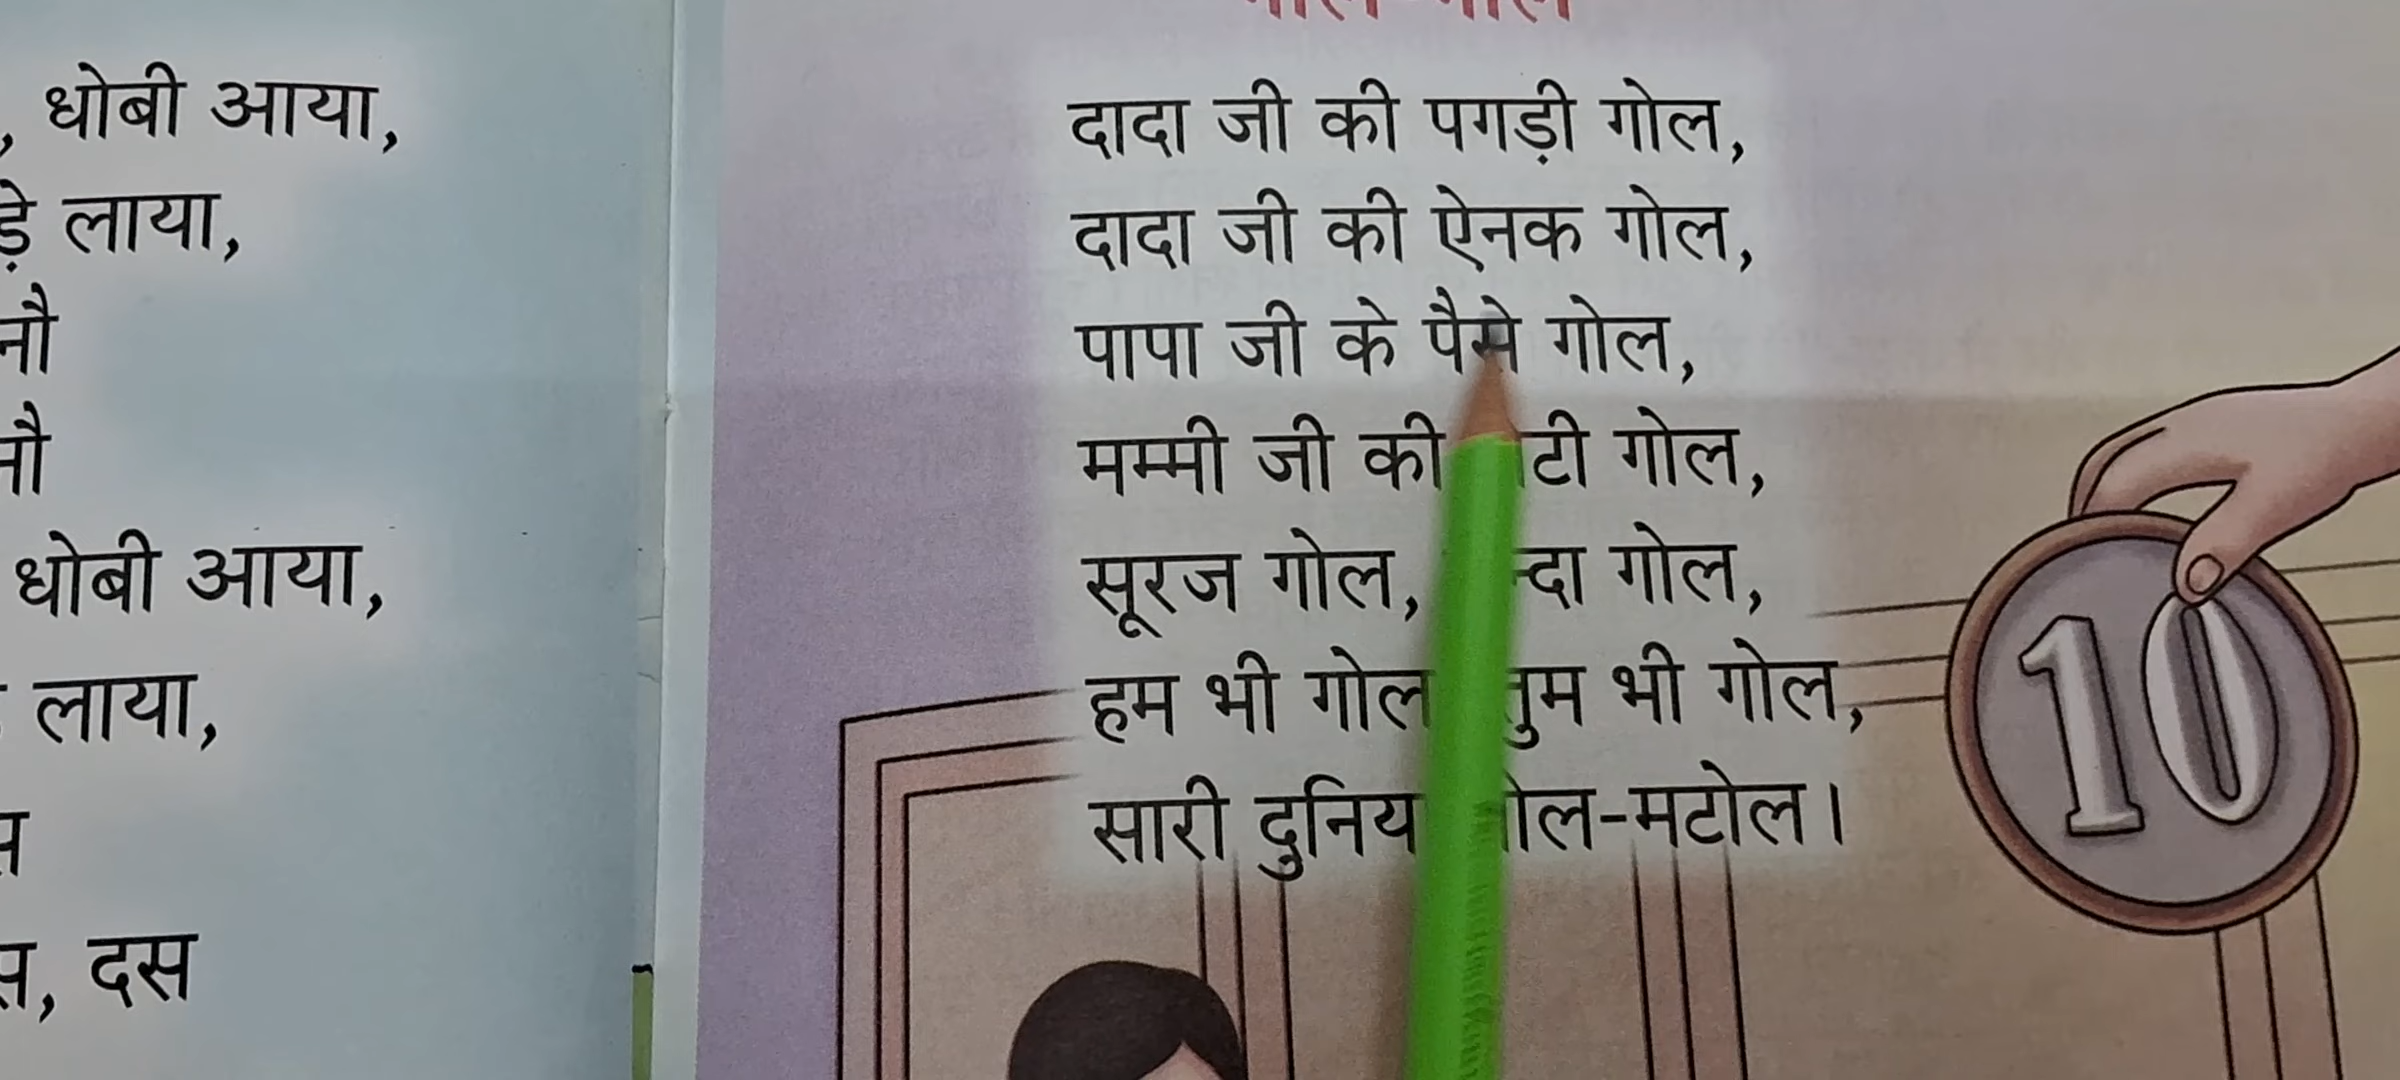 धोबी आया,
लाया,
नौ
नौ
धोबी आया,
लाया,
दस
दादा जी की पगड़ी गोल,
दादा जी की ऐनक गोल,
पापा जी के पैसे गोल,
मम्मी जी की गोल,
सूरज गोल, गोल,
हम भी गोल तुम भी गोल,
सारी गोल-मटोल।
10